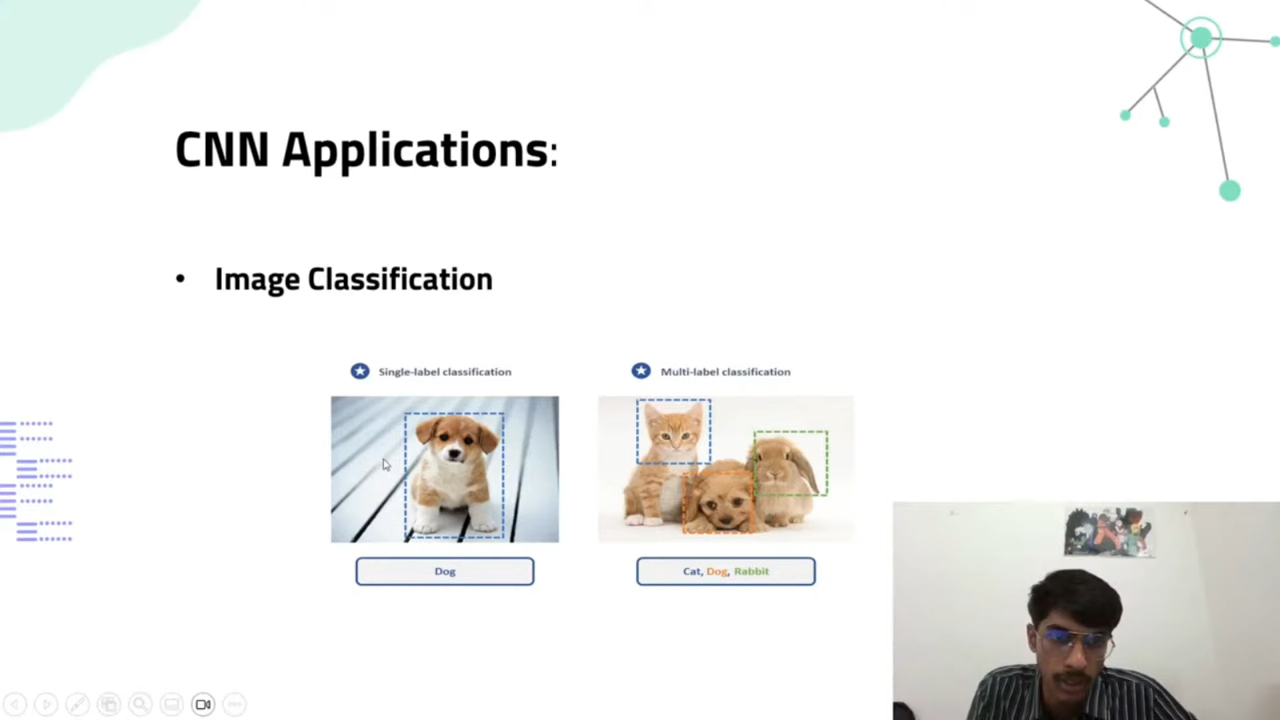 CNN Applications:
• Image Classification
Single-label classification
Multi-label classification
Dog
Cat, Dog, Rabbit